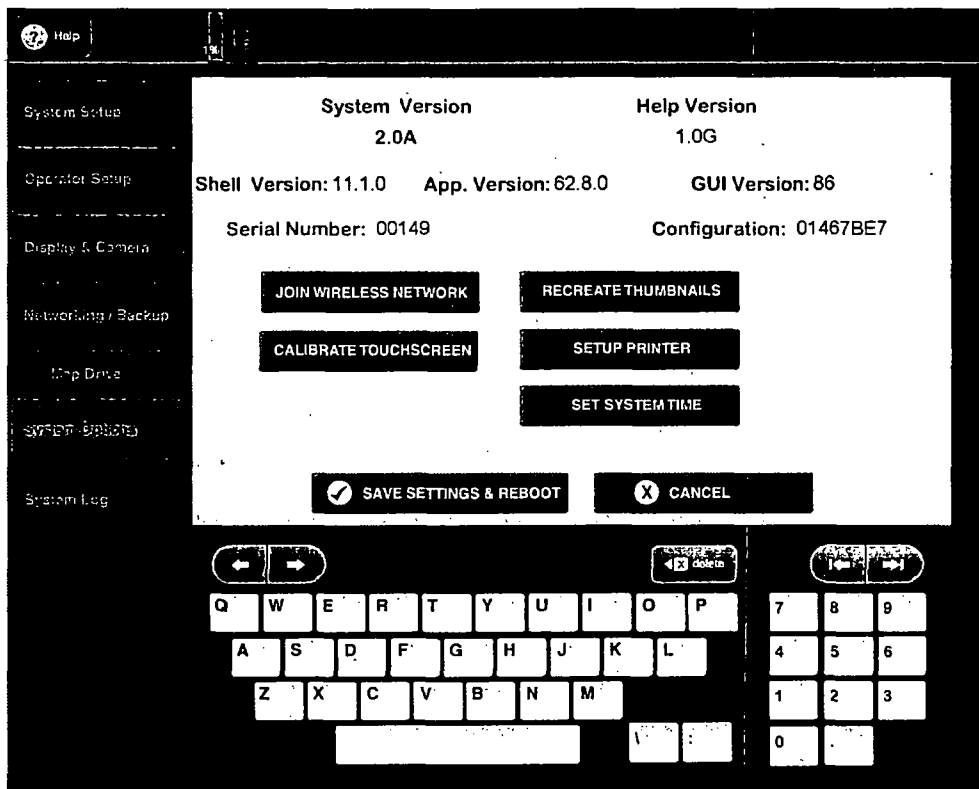 Help
1%
System Setup
System Version
Help Version
2.0A
1.0G
Operator Setup
Shell Version: 11.1.0 App. Version: 62.8.0 GUI Version: 86
Serial Number: 00149 Configuration: 01467BE7
Display & Camera
JOIN WIRELESS NETWORK RECREATE THUMBNAILS
Networking / Backup
CALIBRATE TOUCHSCREEN SETUP PRINTER
Map Drive
SET SYSTEM TIME
System Log
SAVE SETTINGS & REBOOT X CANCEL
X delete
Q W E R T Y U I O P 7 8 9
A S D F G H J K L 4 5 6
Z X C V B N M 1 2 3
\ : 0 .